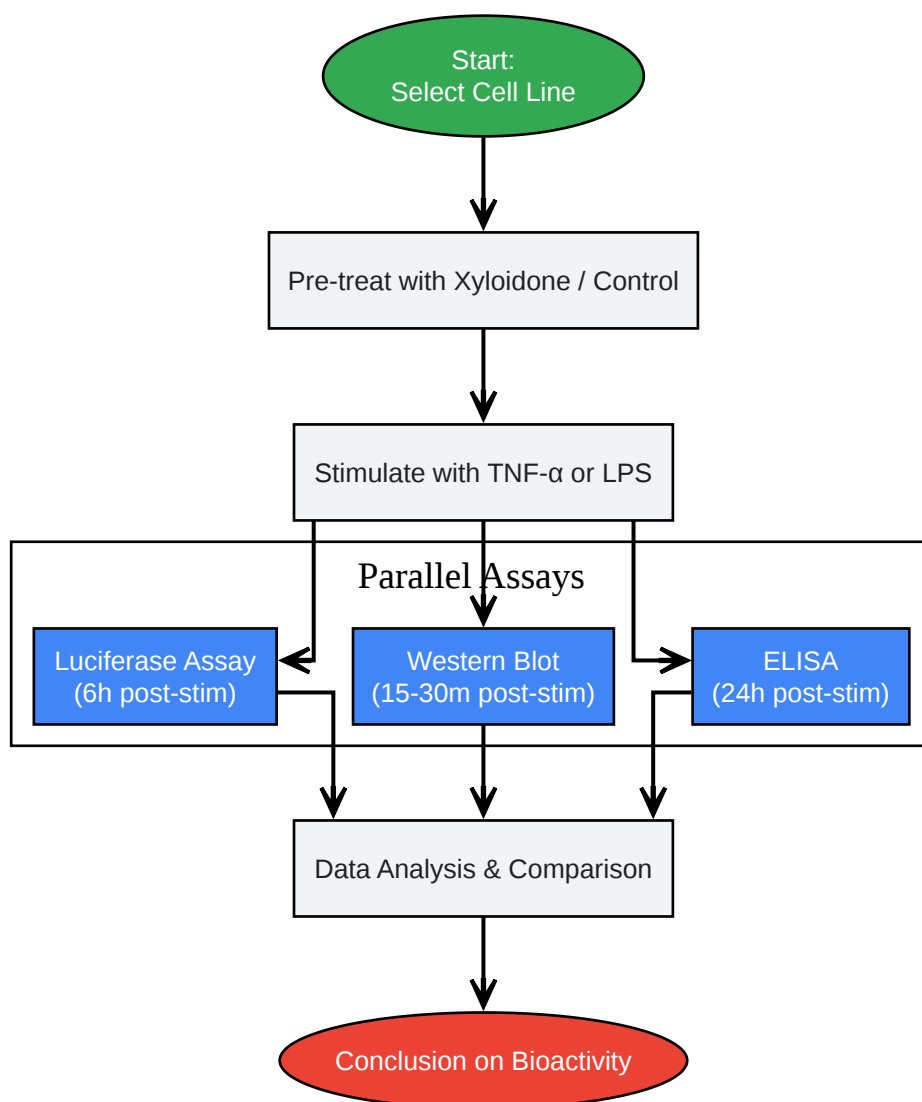 Start:
Select Cell Line
Pre-treat with Xyloidone / Control
Stimulate with TNF-α or LPS
Parallel Assays
Luciferase Assay
(6h post-stim)
Western Blot
(15-30m post-stim)
ELISA
(24h post-stim)
Data Analysis & Comparison
Conclusion on Bioactivity